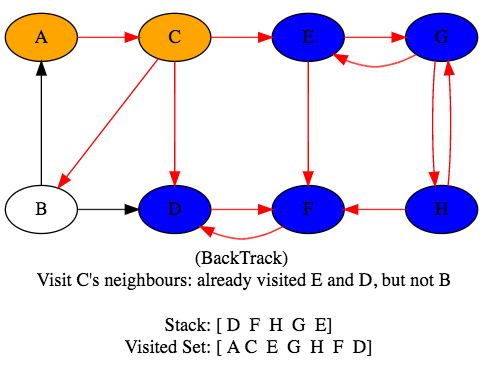 A C E G
B D F H
(BackTrack)
Visit C's neighbours: already visited E and D, but not B
Stack: [ D F H G E]
Visited Set: [ A C E G H F D]